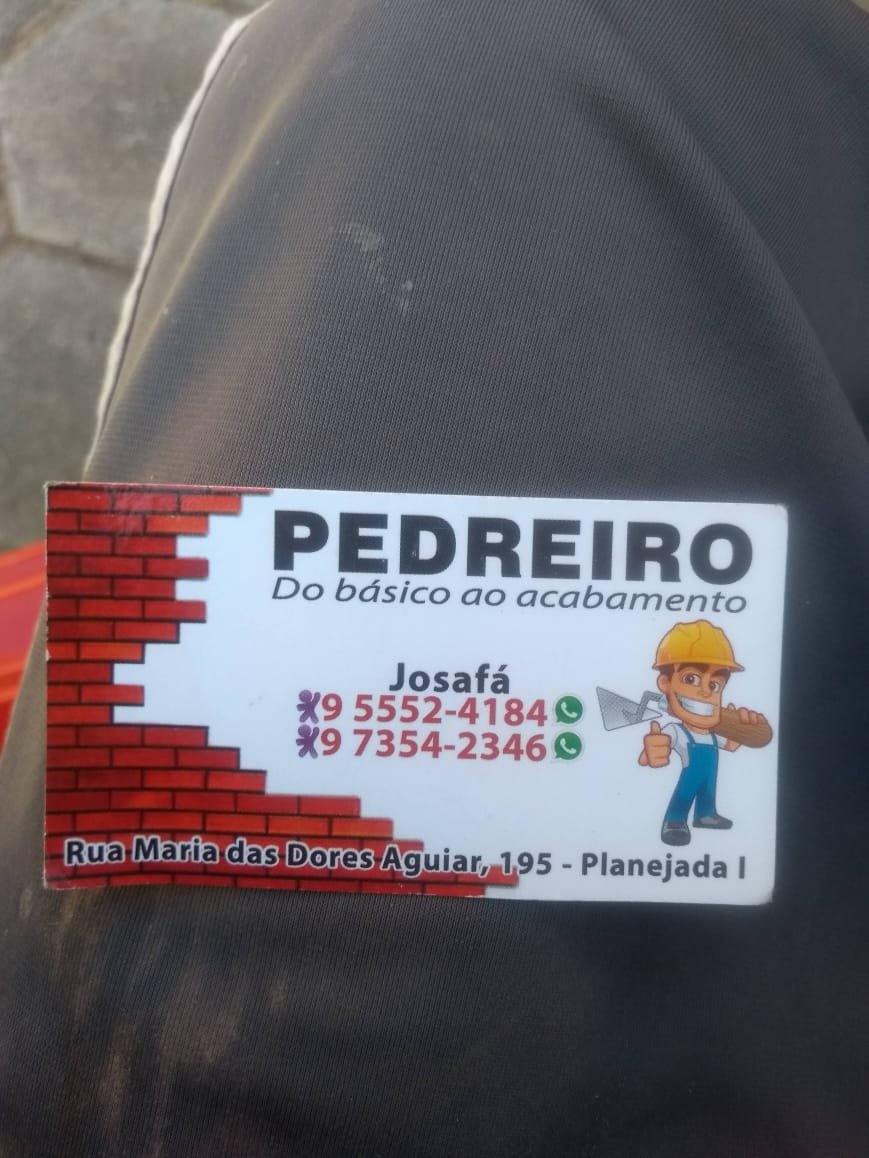 PEDREIRO
Do básico ao acabamento
Josafá
9 5552-4184
9 7354-2346
Rua Maria das Dores Aguiar, 195 - Planejada I